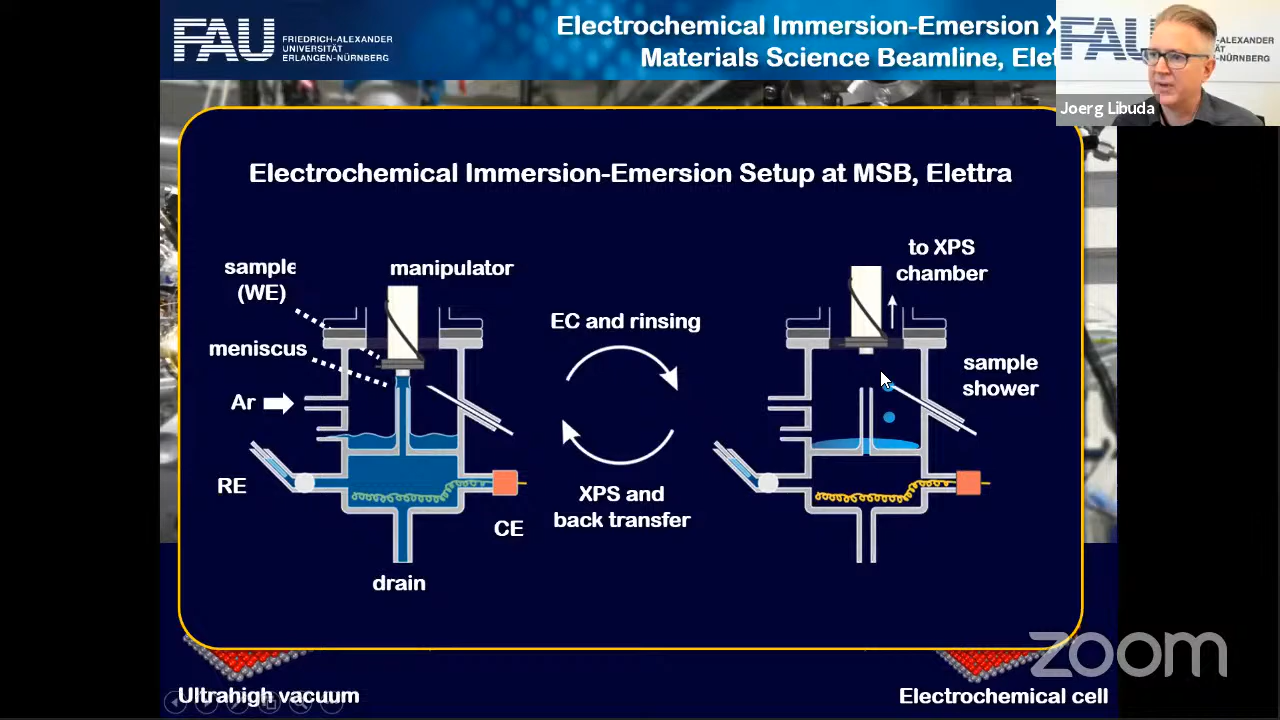 FAU
FRIEDRICH-ALEXANDER
UNIVERSITÄT
ERLANGEN-NÜRNBERG
Electrochemical Immersion-Emersion
Materials Science Beamline,
FAU
-ALEXANDER
ÄT
-NÜRNBERG
Joerg Libuda
Electrochemical Immersion-Emersion Setup at MSB, Elettra
sample
(WE)
manipulator
meniscus
Ar
RE
CE
drain
EC and rinsing
XPS and
back transfer
to XPS
chamber
sample
shower
zoom
Ultrahigh vacuum
Electrochemical cell